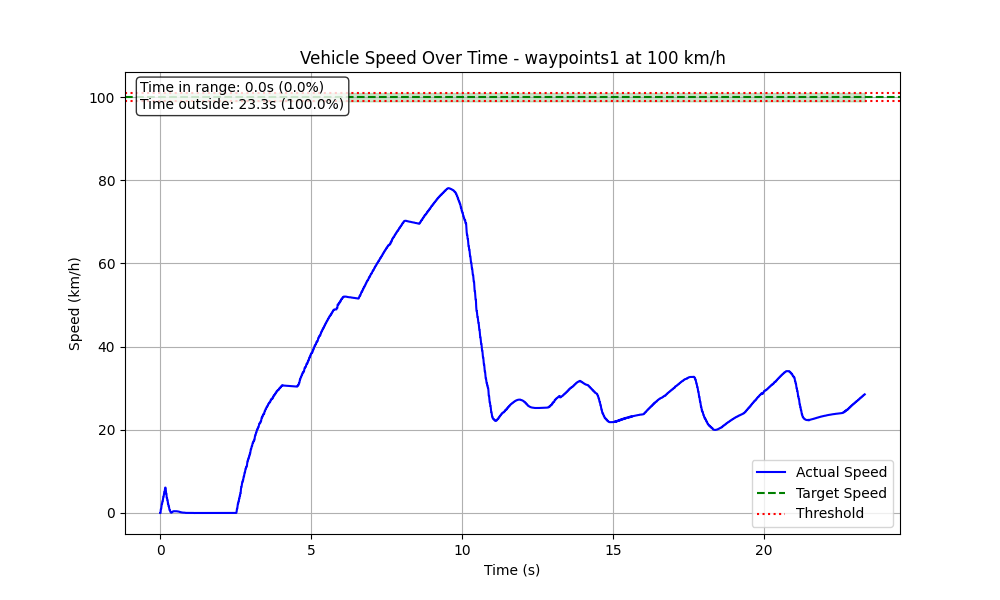 Vehicle Speed Over Time - waypoints1 at 100 km/h
Time in range: 0.0s (0.0%)
Time outside: 23.3s (100.0%)
100
80
60
40
20
0
Speed (km/h)
0
5
10
15
20
Time (s)
Actual Speed
Target Speed
Threshold